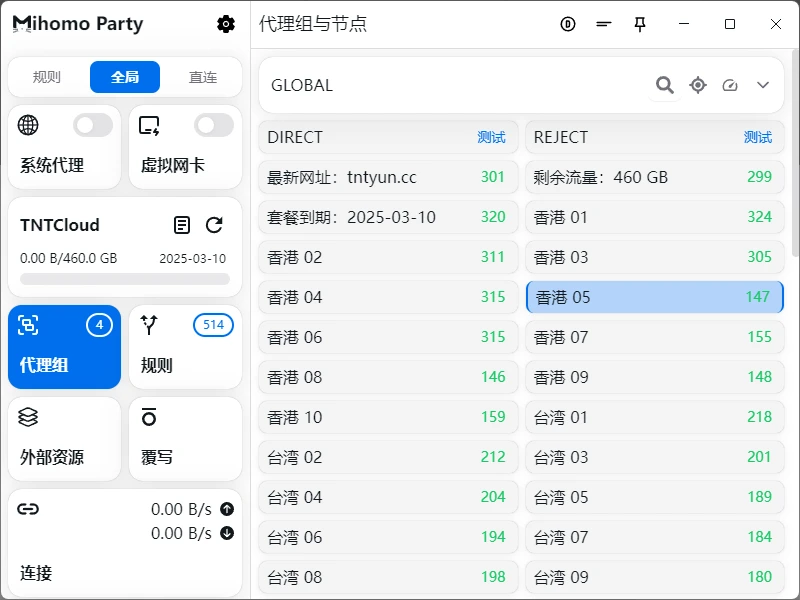 Mihomo Party
规则 全局 直连
系统代理 虚拟网卡
TNTCloud
0.00 B/460.0 GB 2025-03-10
4 514
代理组 规则
外部资源 覆写
0.00 B/s
0.00 B/s
连接
代理组与节点
GLOBAL
DIRECT 测试 REJECT 测试
最新网址：tntyun.cc 301 剩余流量：460 GB 299
套餐到期：2025-03-10 320 香港 01 324
香港 02 311 香港 03 305
香港 04 315 香港 05 147
香港 06 315 香港 07 155
香港 08 146 香港 09 148
香港 10 159 台湾 01 218
台湾 02 212 台湾 03 201
台湾 04 204 台湾 05 189
台湾 06 194 台湾 07 184
台湾 08 198 台湾 09 180